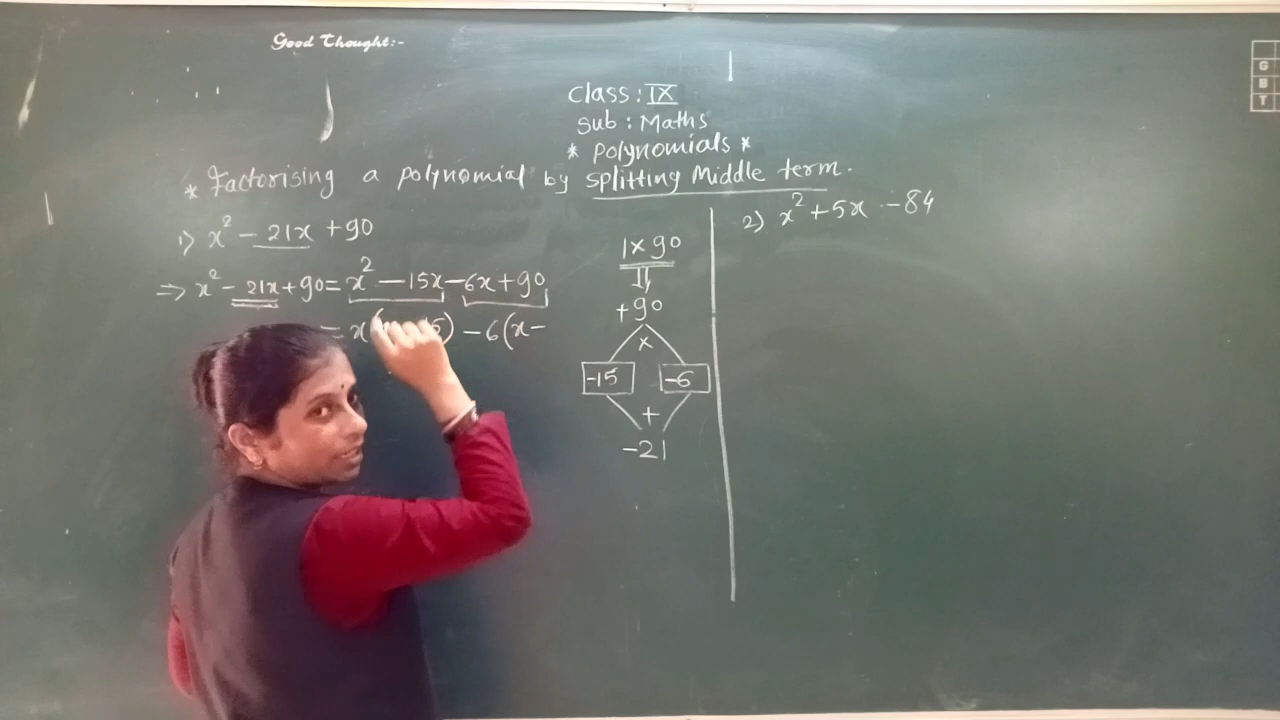 Good Thought:-
Class: IX
Sub: Maths
* Polynomials *
* Factorising a polynomial by splitting Middle term.
1) x² - 21x + 90
=> x² - 21x + 90 = x² - 15x - 6x + 90
= x( 5) - 6(x -
1 x 90
⇓
+90
x
-15 -6
+
-21
2) x² + 5x - 84
G
B
T